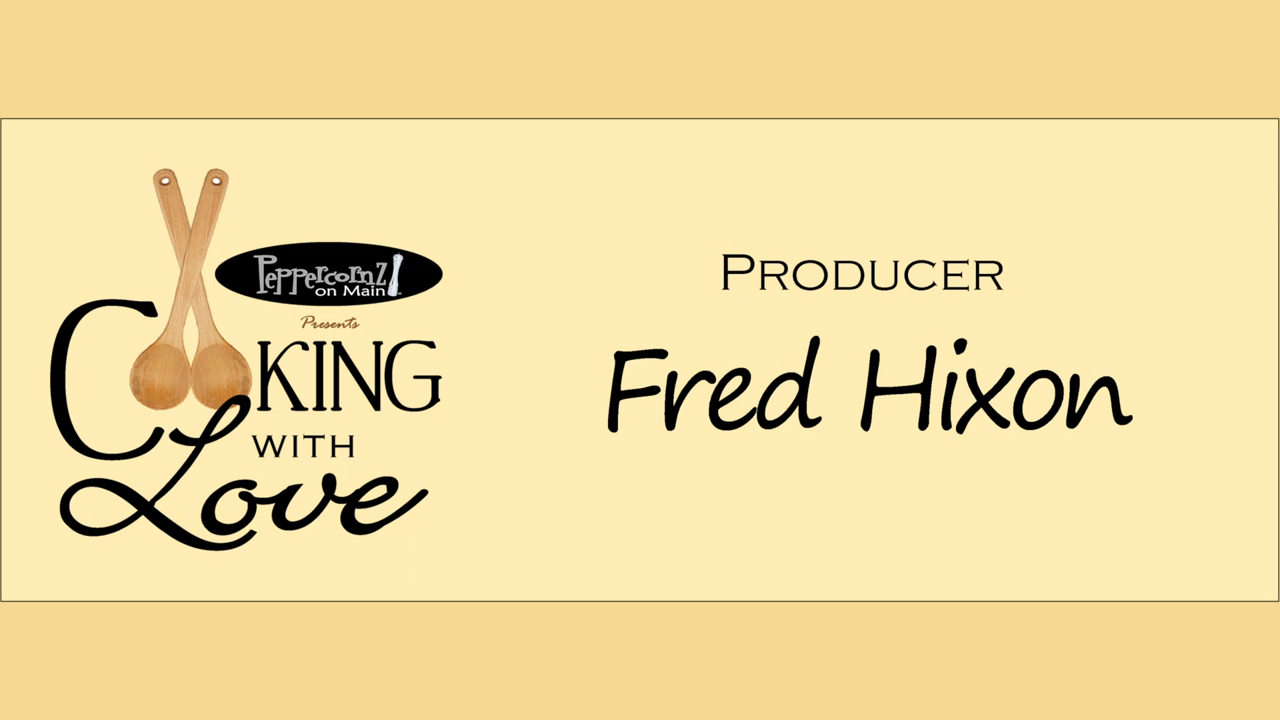 Peppercornz
on Main
Presents
COOKING
WITH
Love
PRODUCER
Fred Hixon